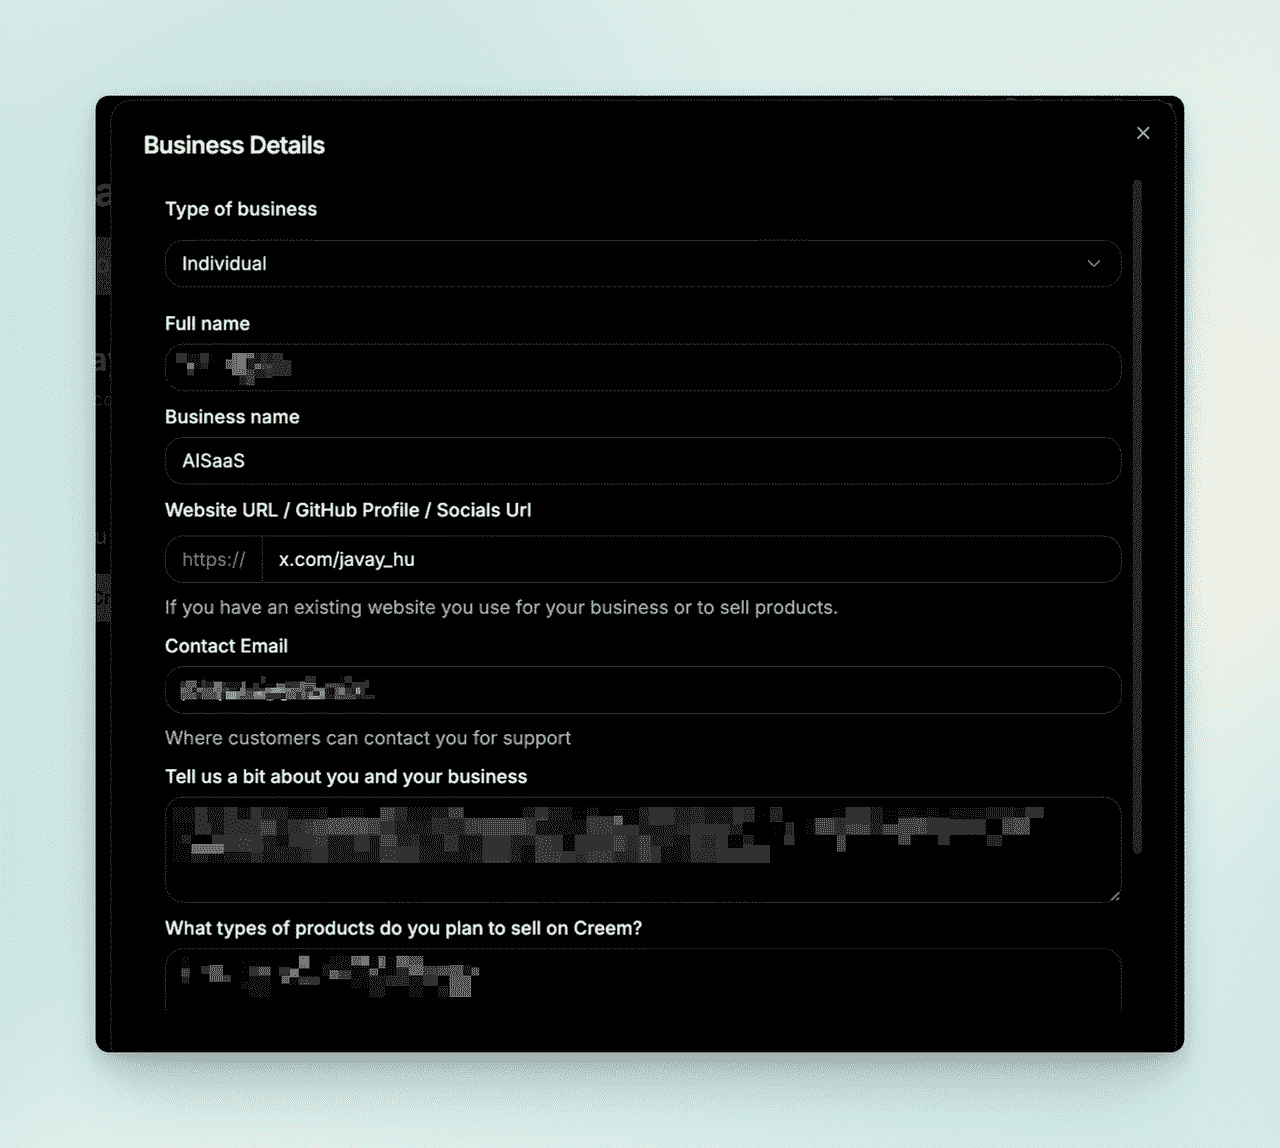 Business Details
Type of business
Individual
Full name
Business name
AISaaS
Website URL / GitHub Profile / Socials Url
https:// x.com/javay_hu
If you have an existing website you use for your business or to sell products.
Contact Email
Where customers can contact you for support
Tell us a bit about you and your business
What types of products do you plan to sell on Creem?